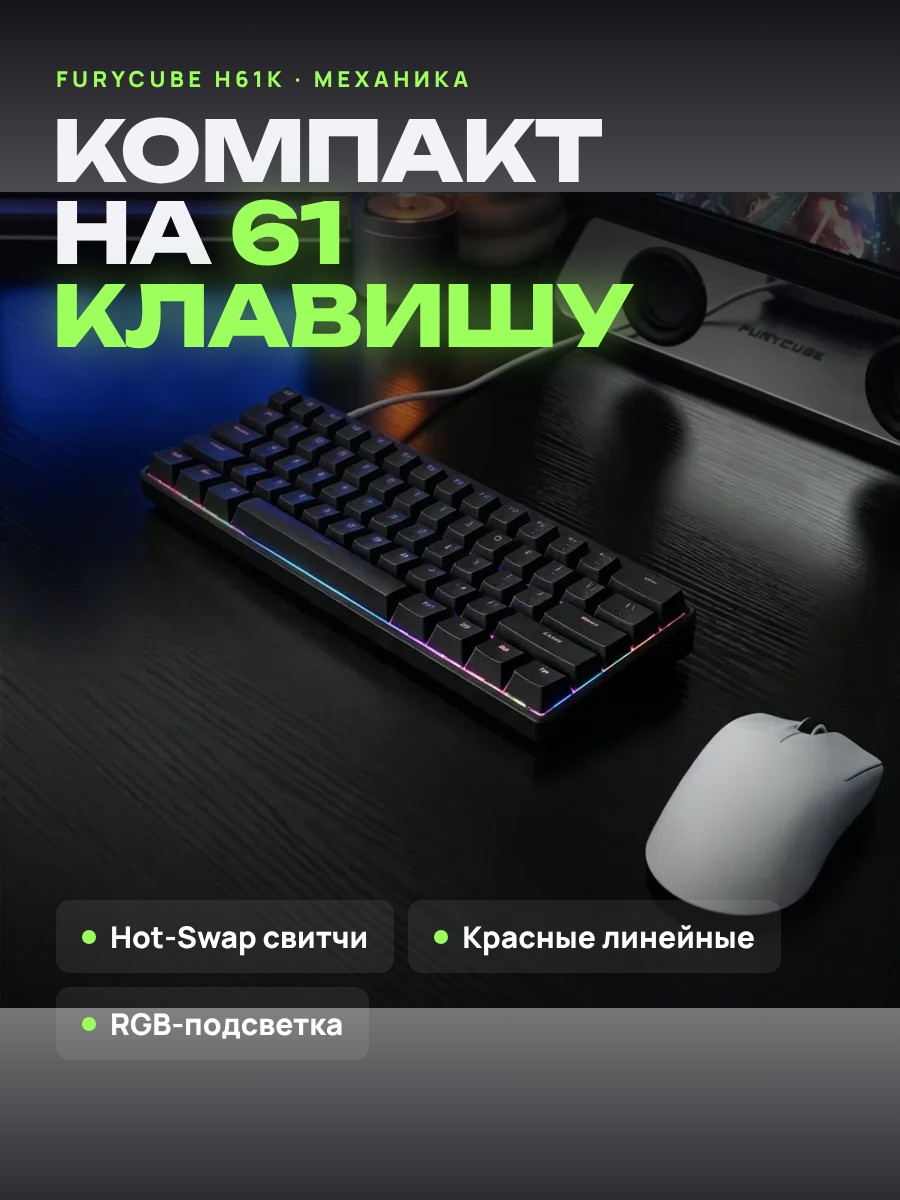 FURYCUBE H61K · МЕХАНИКА
КОМПАКТ
НА 61
КЛАВИШУ
FURYCUBE
Hot-Swap свитчи
Красные линейные
RGB-подсветка